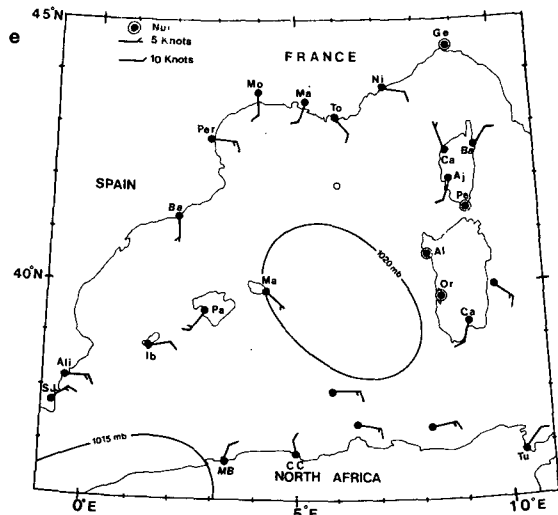 e
45°N
Nul
5 Knots
10 Knots
FRANCE
Ge
Mo
Ma
To
Ni
Per
Ca
Ba
Aj
Pe
SPAIN
Ba
1020 mb
40°N
Al
Or
Ma
Pa
Ca
Ib
Ali
SJ
1015 mb
MB
CC
Tu
NORTH AFRICA
0°E
5°E
10°E